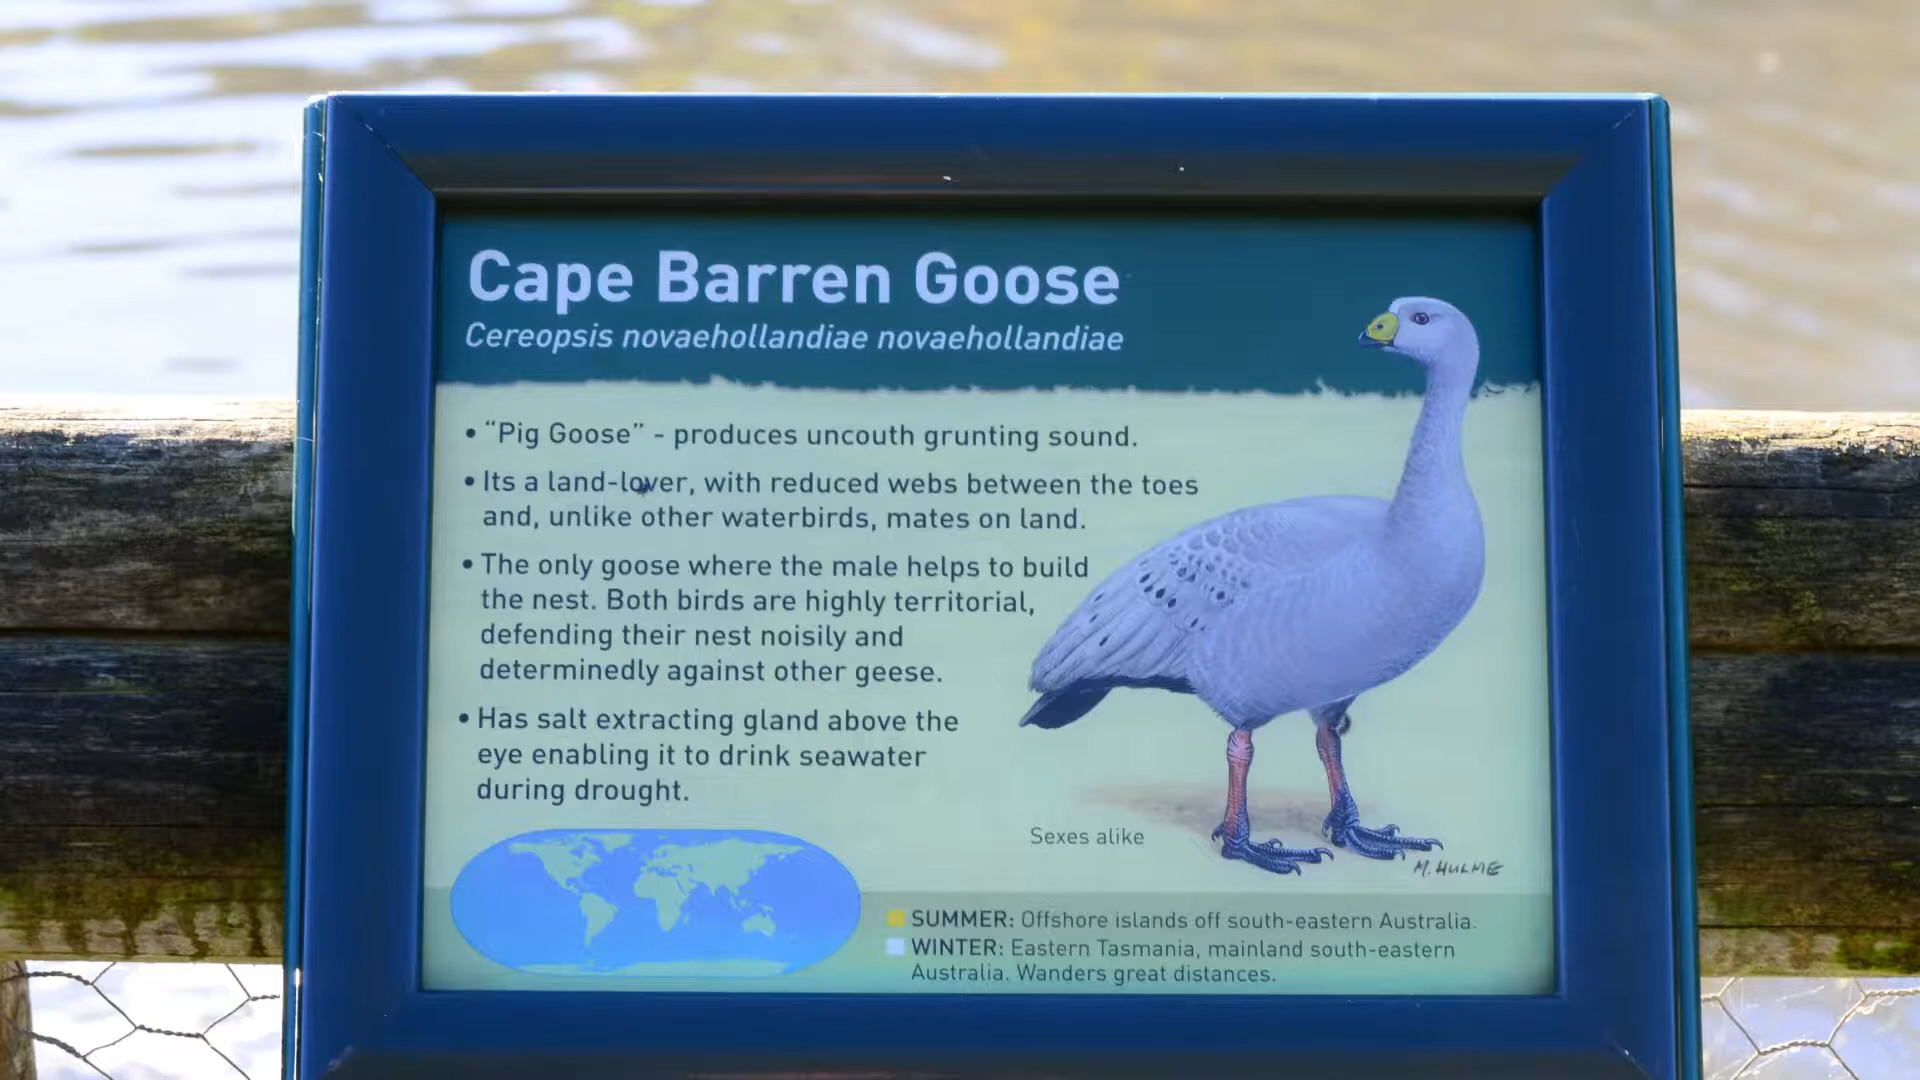 Cape Barren Goose
Cereopsis novaehollandiae novaehollandiae
• “Pig Goose” - produces uncouth grunting sound.
• Its a land-lover, with reduced webs between the toes
and, unlike other waterbirds, mates on land.
• The only goose where the male helps to build
the nest. Both birds are highly territorial,
defending their nest noisily and
determinedly against other geese.
• Has salt extracting gland above the
eye enabling it to drink seawater
during drought.
Sexes alike
M. HULME
SUMMER: Offshore islands off south-eastern Australia.
WINTER: Eastern Tasmania, mainland south-eastern
Australia. Wanders great distances.